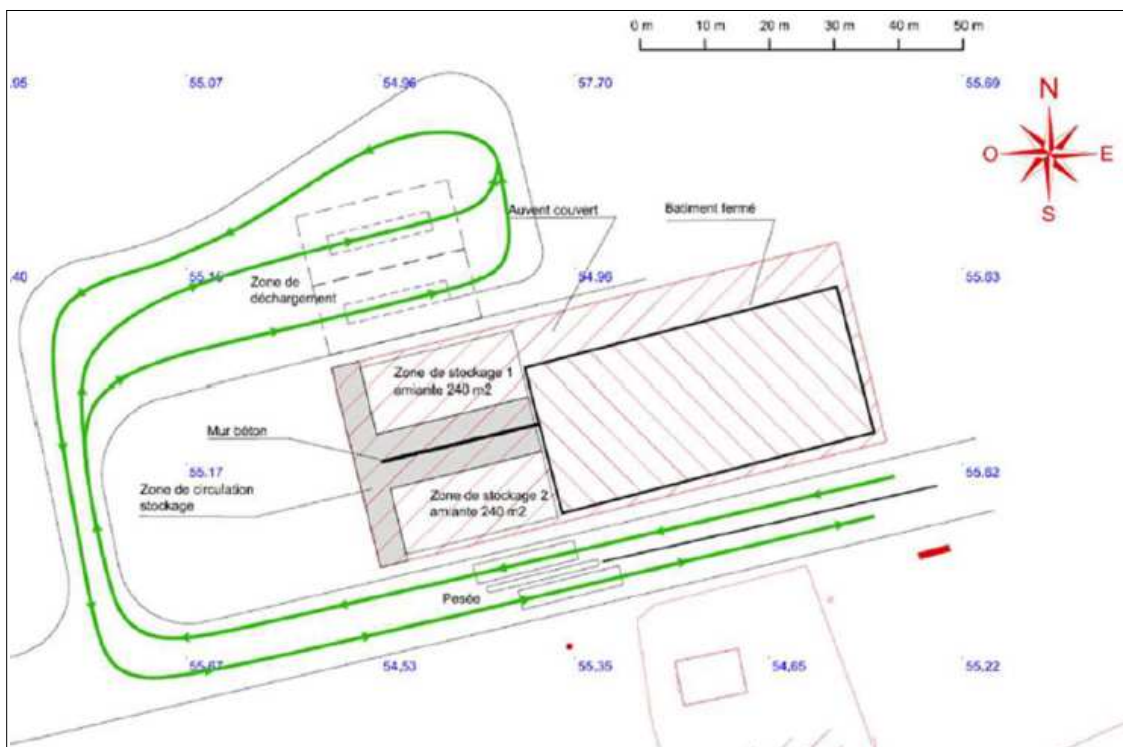 0 m 10 m 20 m 30 m 40 m 50 m
.95 55.07 54.96 57.70 55.69
N
O E
S
Auvent couvert
Batiment fermé
.40 55.15 54.96 55.83
Zone de
déchargement
Zone de stockage 1
amiante 240 m2
Mur béton
55.17 55.82
Zone de circulation
stockage
Zone de stockage 2
amiante 240 m2
Pesée
55.67 54.53 55.35 54.65 55.22